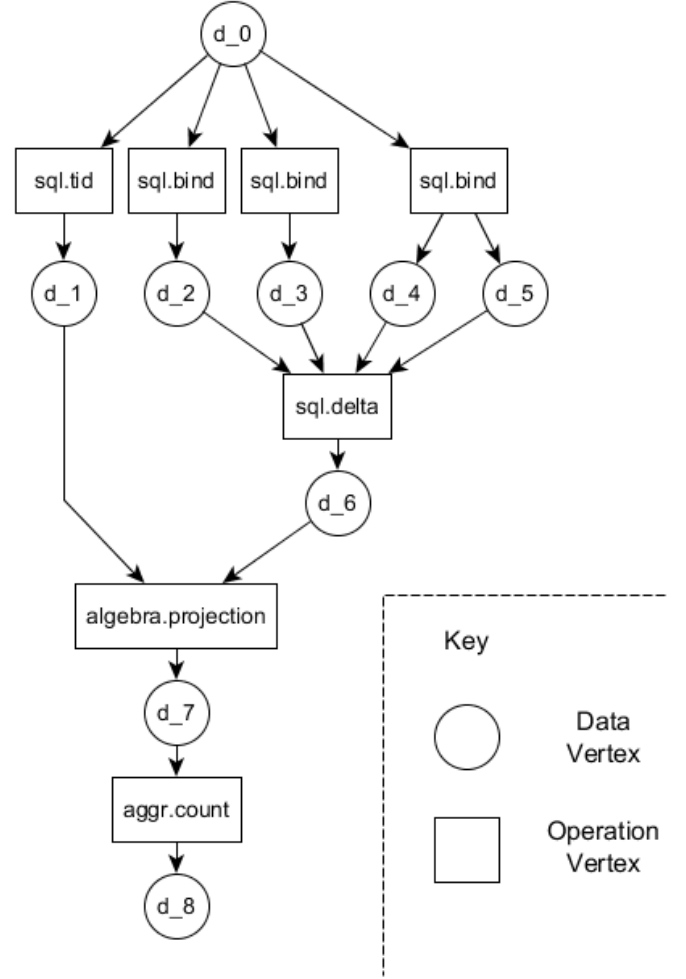 d_0
sql.tid
sql.bind
sql.bind
sql.bind
d_1
d_2
d_3
d_4
d_5
sql.delta
d_6
algebra.projection
d_7
aggr.count
d_8
Key
Data
Vertex
Operation
Vertex